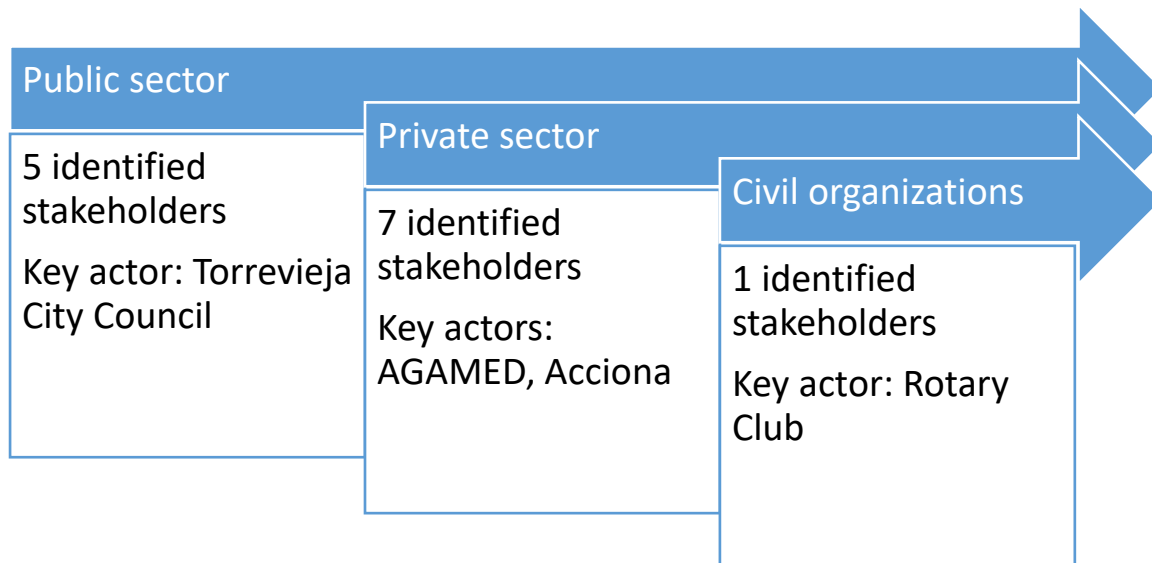 Public sector
5 identified
stakeholders
Key actor: Torrevieja
City Council
Private sector
7 identified
stakeholders
Key actors:
AGAMED, Acciona
Civil organizations
1 identified
stakeholders
Key actor: Rotary
Club